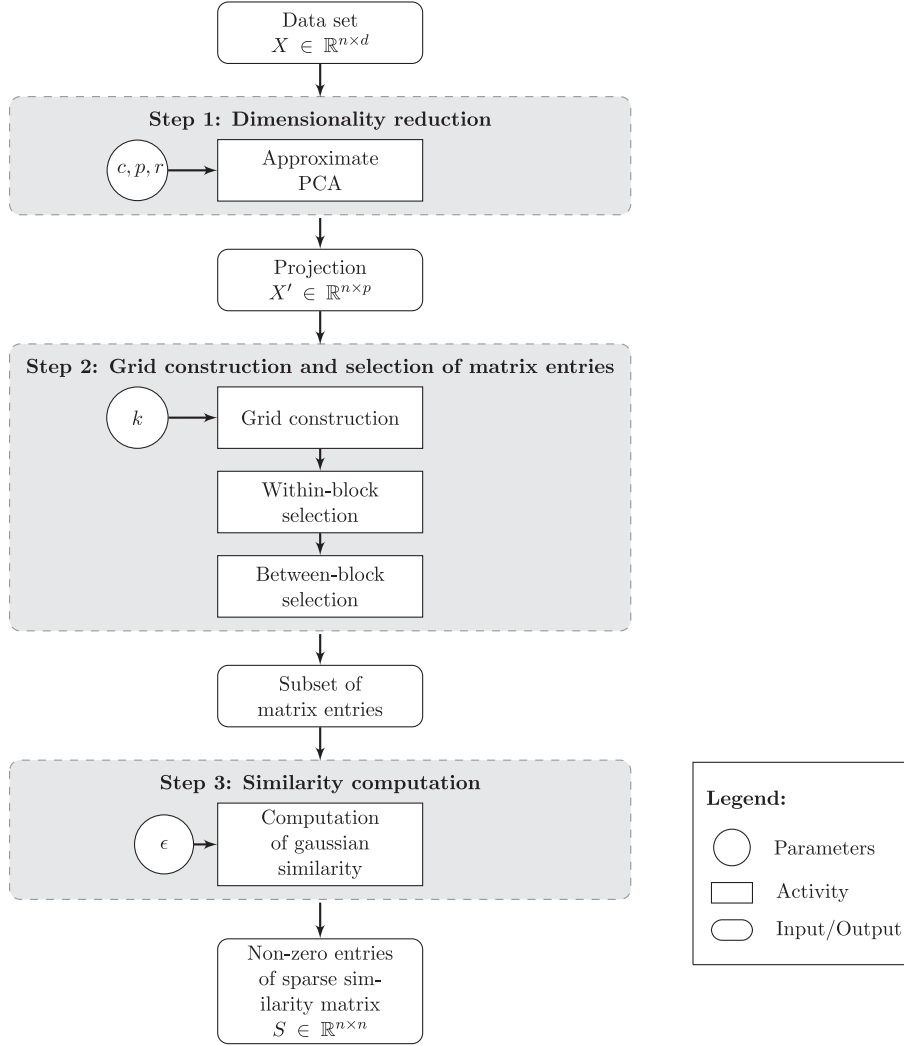 Data set
X ∈ ℝ^{n×d}
Step 1: Dimensionality reduction
c, p, r
Approximate
PCA
Projection
X′ ∈ ℝ^{n×p}
Step 2: Grid construction and selection of matrix entries
k
Grid construction
Within-block
selection
Between-block
selection
Subset of
matrix entries
Step 3: Similarity computation
ϵ
Computation
of gaussian
similarity
Non-zero entries
of sparse sim-
ilarity matrix
S ∈ ℝ^{n×n}
Legend:
Parameters
Activity
Input/Output